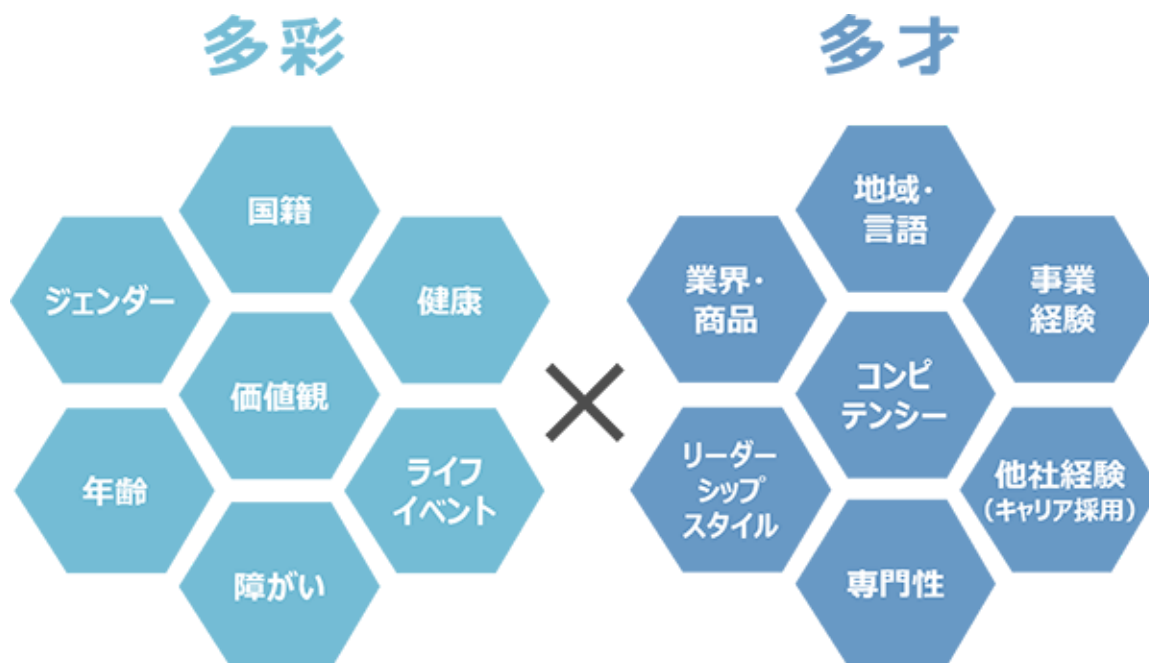 多彩
国籍
ジェンダー
健康
価値観
年齢
ライフ
イベント
障がい
×
多才
地域・
言語
業界・
商品
事業
経験
コンピ
テンシー
リーダー
シップ
スタイル
他社経験
（キャリア採用）
専門性